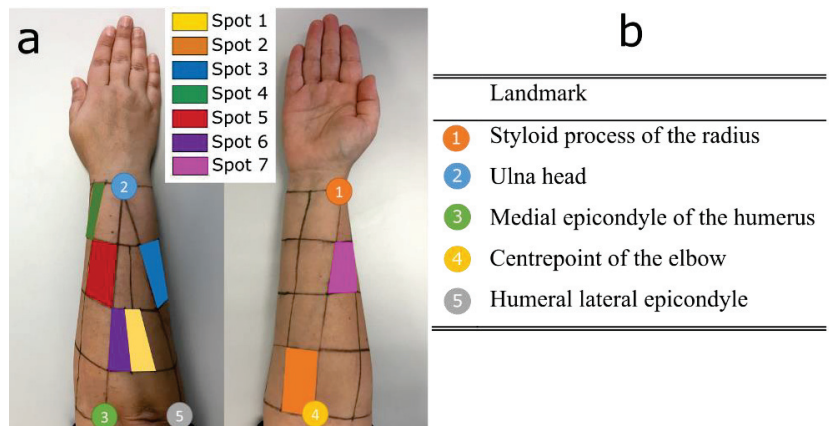 a
Spot 1
Spot 2
Spot 3
Spot 4
Spot 5
Spot 6
Spot 7
2
3
5
1
4
b
Landmark
1 Styloid process of the radius
2 Ulna head
3 Medial epicondyle of the humerus
4 Centrepoint of the elbow
5 Humeral lateral epicondyle